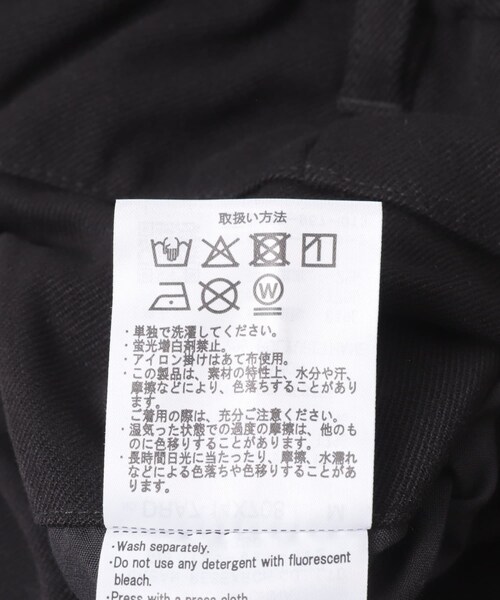 取扱い方法
W
・単独で洗濯してください。
・蛍光増白剤禁止。
・アイロン掛けはあて布使用。
・この製品は、素材の特性上、水分や汗、
摩擦などにより、色落ちすることがあり
ます。
ご着用の際は、充分ご注意ください。
・湿気った状態での過度の摩擦は、他のも
のに色移りすることがあります。
・長時間日光に当たったり、摩擦、水濡れ
などによる色落ちや色移りすることがあ
ります。
・Wash separately.
・Do not use any detergent with fluorescent
bleach.
・Press with a press cloth.